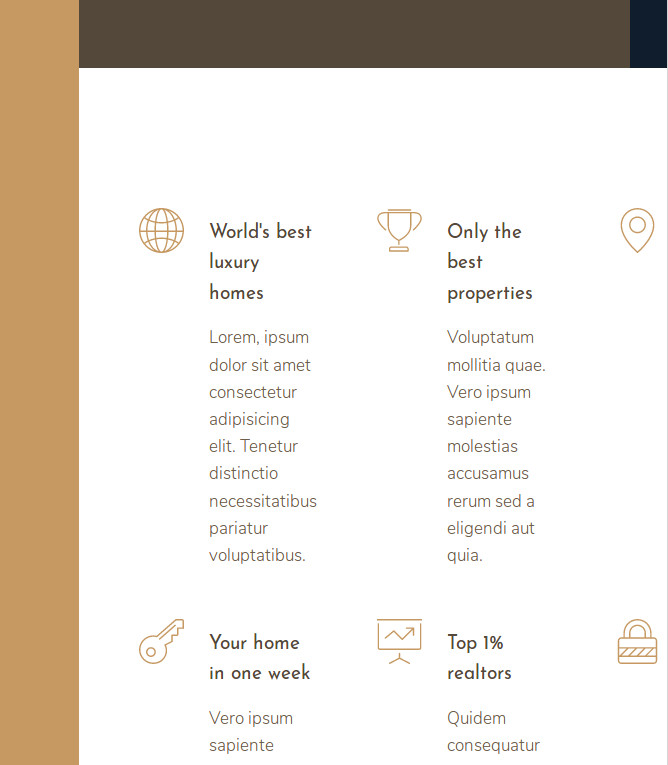 World's best
luxury
homes
Lorem, ipsum
dolor sit amet
consectetur
adipisicing
elit. Tenetur
distinctio
necessitatibus
pariatur
voluptatibus.
Only the
best
properties
Voluptatum
mollitia quae.
Vero ipsum
sapiente
molestias
accusamus
rerum sed a
eligendi aut
quia.
Your home
in one week
Vero ipsum
sapiente
Top 1%
realtors
Quidem
consequatur